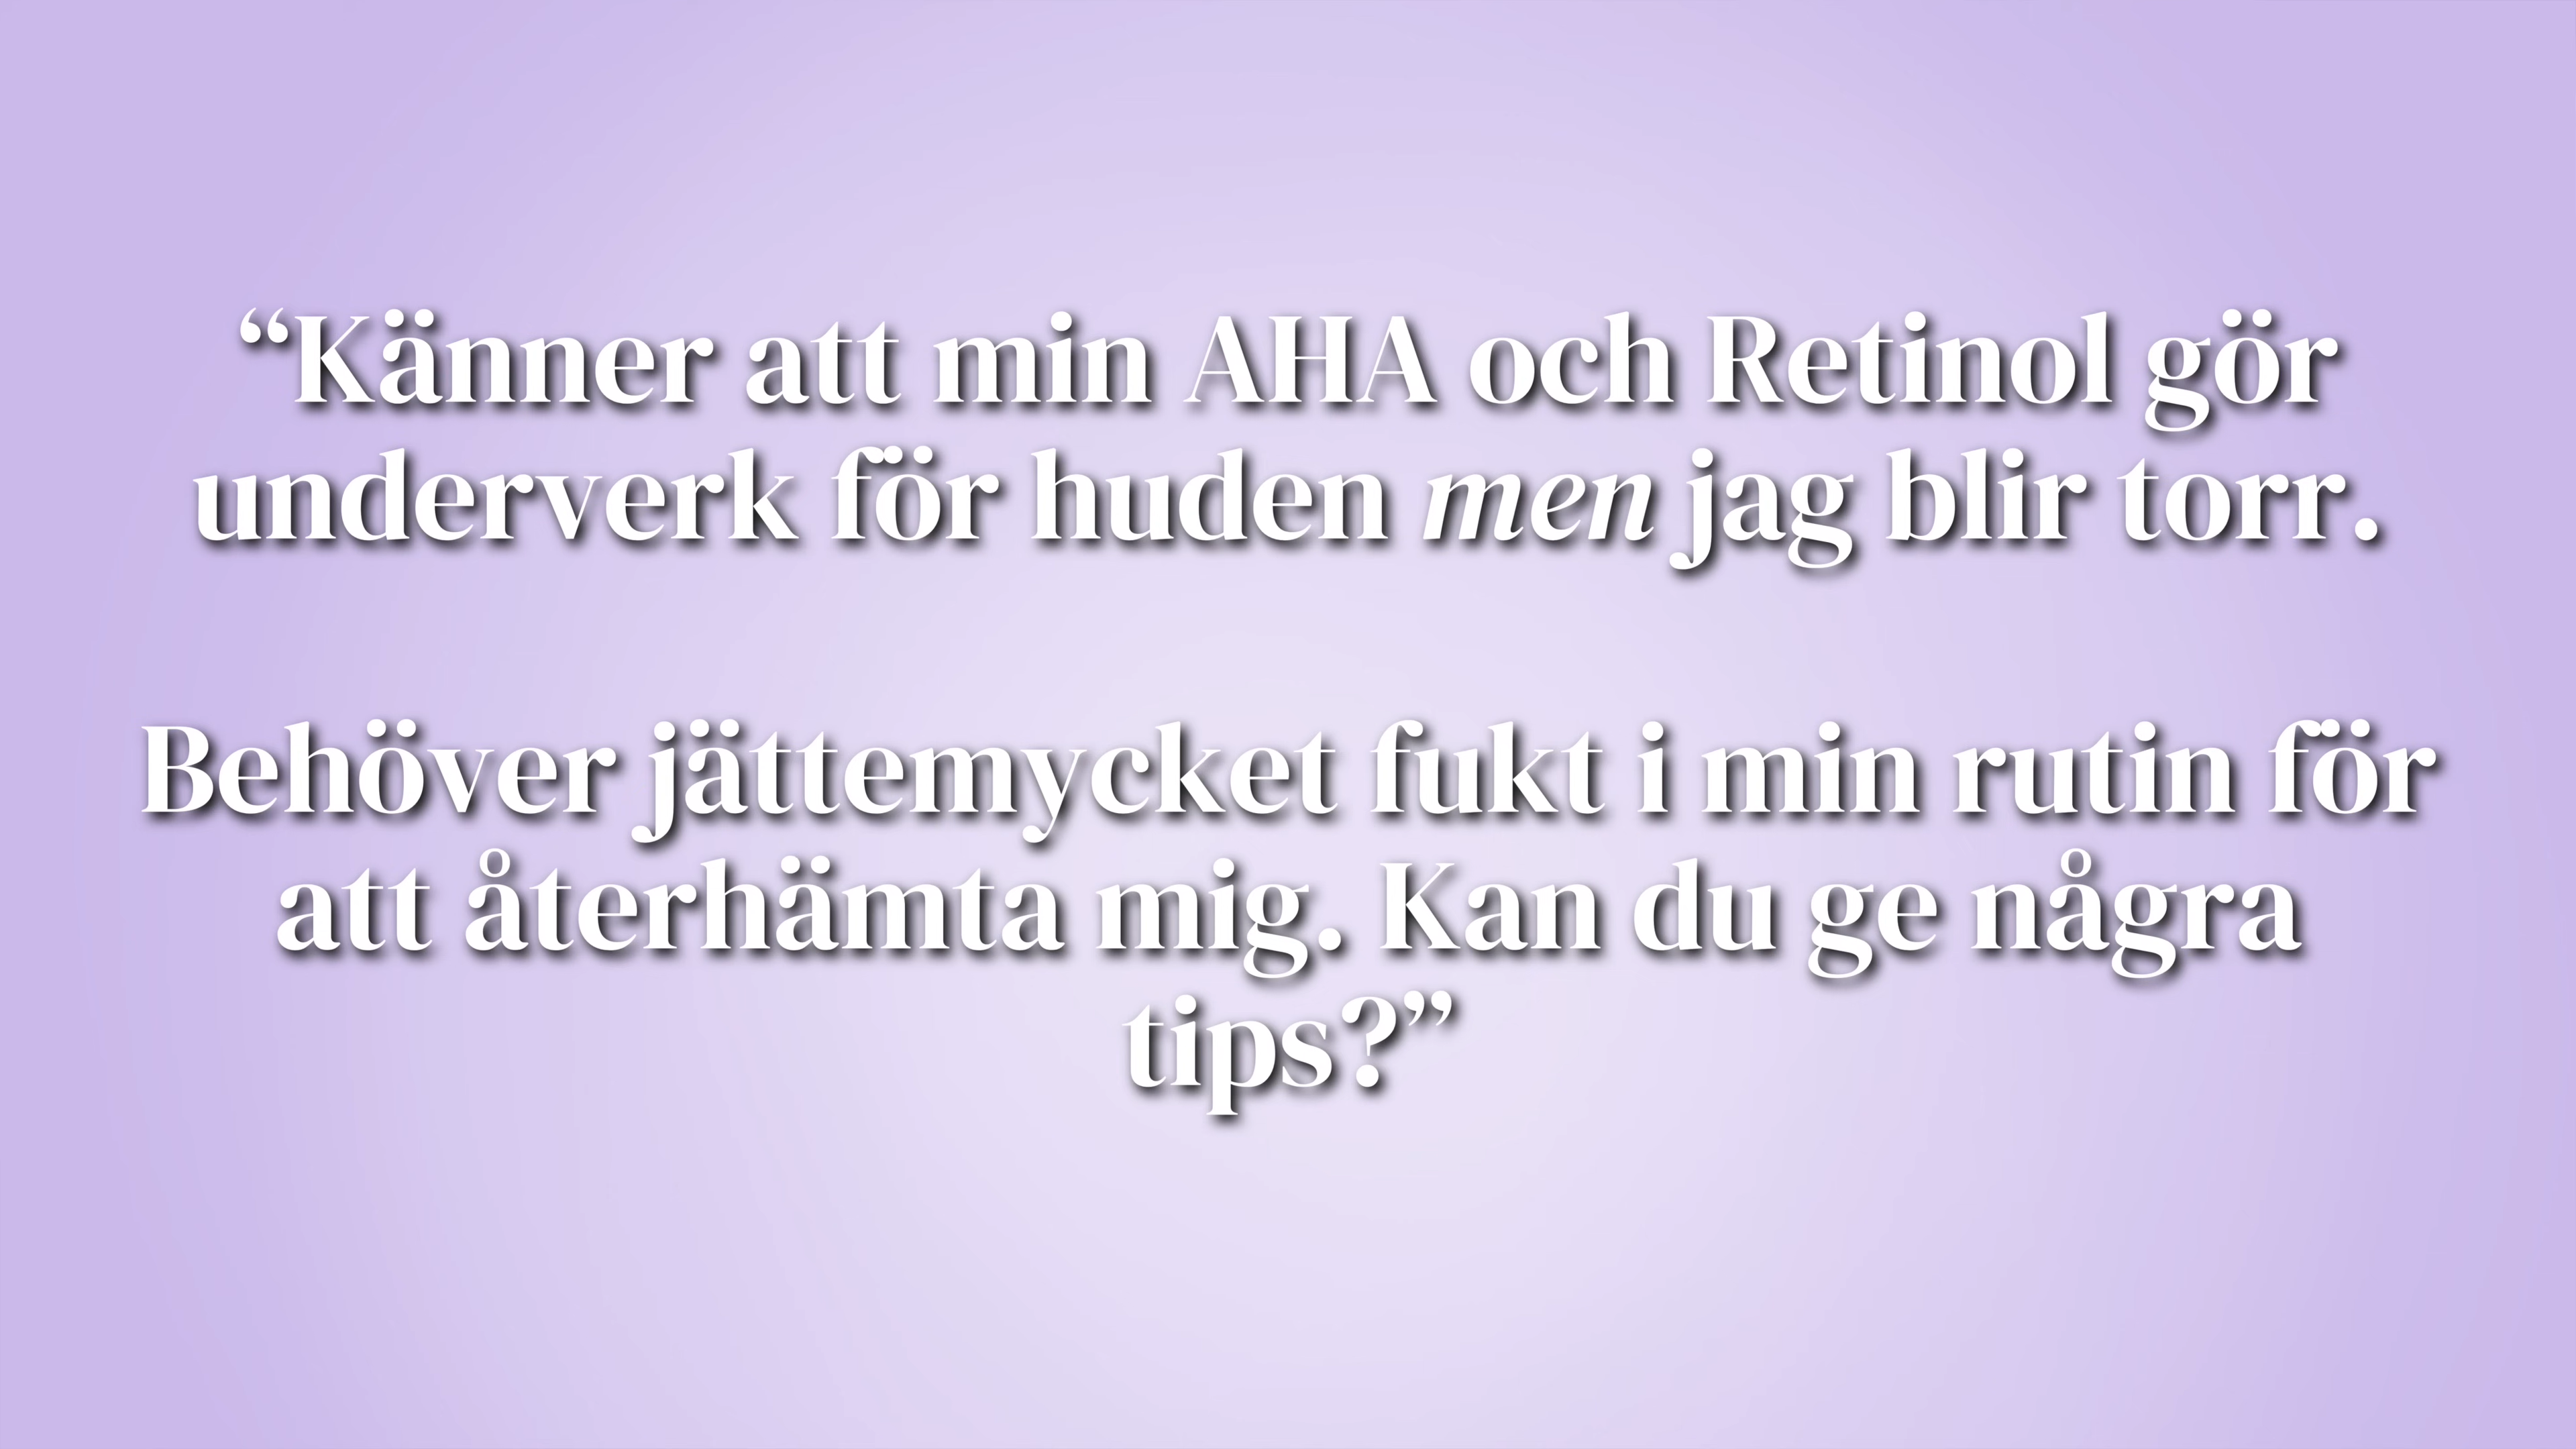 “Känner att min AHA och Retinol gör
underverk för huden men jag blir torr.
Behöver jättemycket fukt i min rutin för
att återhämta mig. Kan du ge några
tips?”